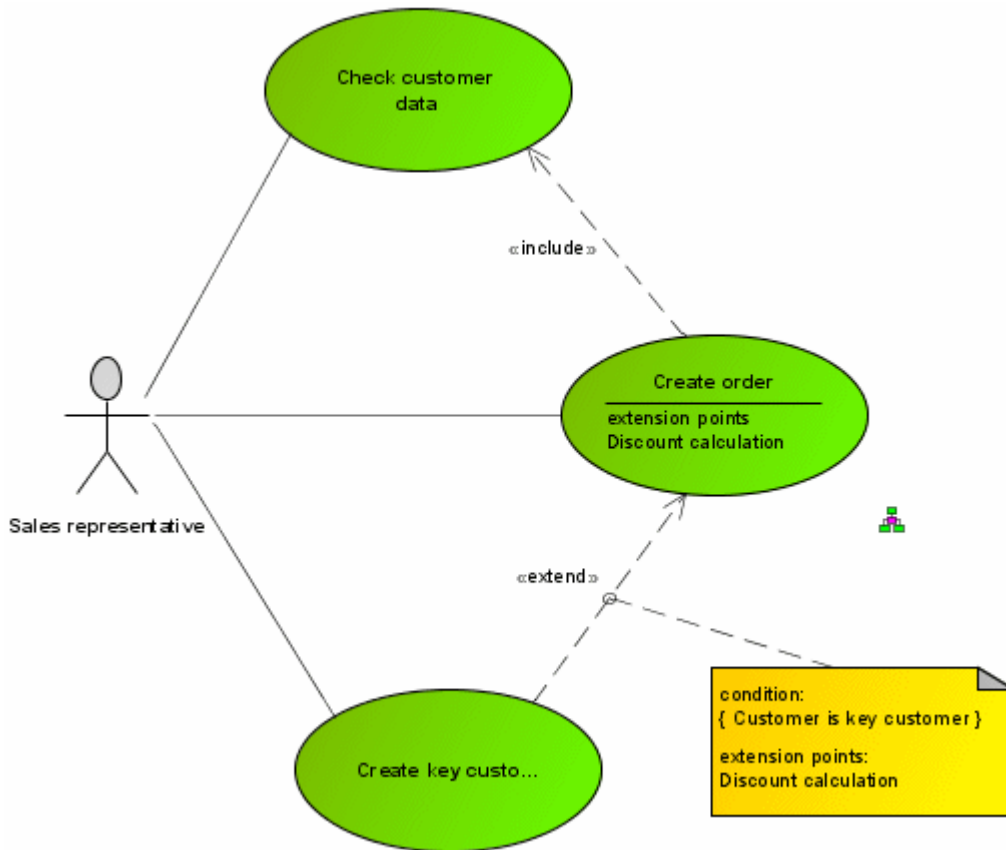 Check customer
data
«include»
Create order
extension points
Discount calculation
Sales representative
«extend»
condition:
{ Customer is key customer }
extension points:
Discount calculation
Create key custo...